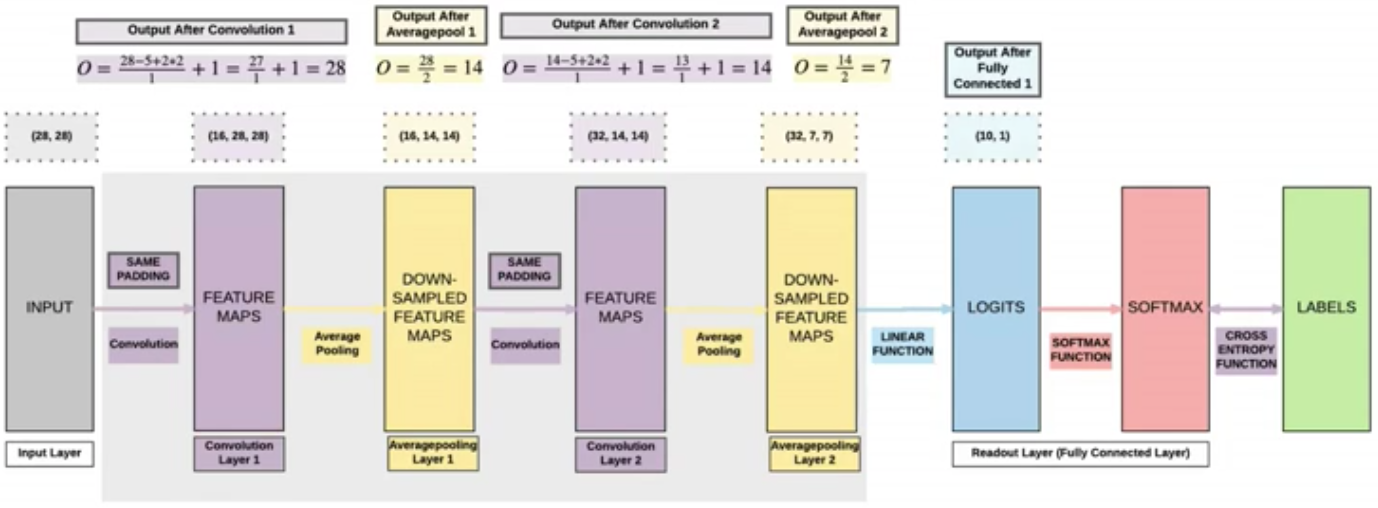 Output After Convolution 1
Output After
Averagepool 1
Output After Convolution 2
Output After
Averagepool 2
Output After
Fully
Connected 1
O = \frac{28-5+2*2}{1} + 1 = \frac{27}{1} + 1 = 28
O = \frac{28}{2} = 14
O = \frac{14-5+2*2}{1} + 1 = \frac{13}{1} + 1 = 14
O = \frac{14}{2} = 7
(28, 28)
(16, 28, 28)
(16, 14, 14)
(32, 14, 14)
(32, 7, 7)
(10, 1)
INPUT
SAME
PADDING
Convolution
FEATURE
MAPS
Average
Pooling
DOWN-
SAMPLED
FEATURE
MAPS
SAME
PADDING
Convolution
FEATURE
MAPS
Average
Pooling
DOWN-
SAMPLED
FEATURE
MAPS
LINEAR
FUNCTION
LOGITS
SOFTMAX
FUNCTION
SOFTMAX
CROSS
ENTROPY
FUNCTION
LABELS
Input Layer
Convolution
Layer 1
Averagepooling
Layer 1
Convolution
Layer 2
Averagepooling
Layer 2
Readout Layer (Fully Connected Layer)